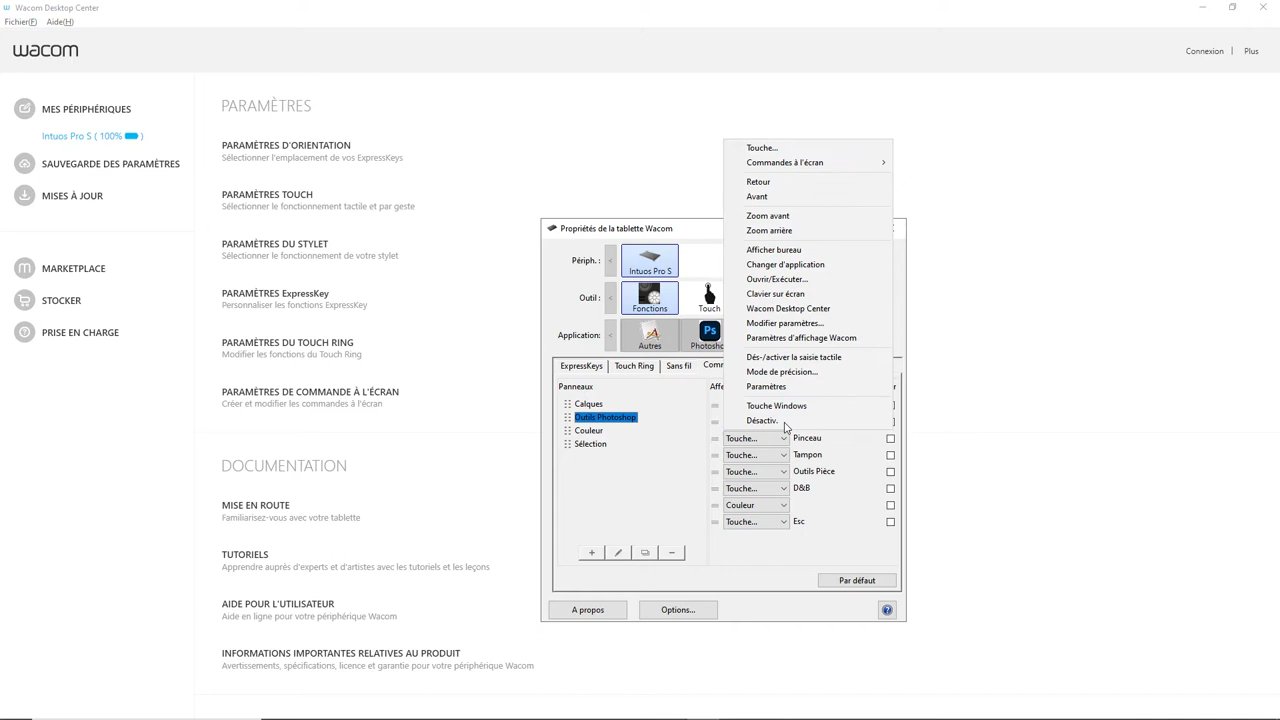 Wacom Desktop Center
Fichier(F) Aide(H)
wacom
Connexion | Plus
MES PÉRIPHÉRIQUES
Intuos Pro S ( 100% )
SAUVEGARDE DES PARAMÈTRES
MISES À JOUR
MARKETPLACE
STOCKER
PRISE EN CHARGE
PARAMÈTRES
PARAMÈTRES D'ORIENTATION
Sélectionner l'emplacement de vos ExpressKeys
PARAMÈTRES TOUCH
Sélectionner le fonctionnement tactile et par geste
PARAMÈTRES DU STYLET
Sélectionner le fonctionnement de votre stylet
PARAMÈTRES ExpressKey
Personnaliser les fonctions ExpressKey
PARAMÈTRES DU TOUCH RING
Modifier les fonctions du Touch Ring
PARAMÈTRES DE COMMANDE À L'ÉCRAN
Créer et modifier les commandes à l'écran
DOCUMENTATION
MISE EN ROUTE
Familiarisez-vous avec votre tablette
TUTORIELS
Apprendre auprès d'experts et d'artistes avec les tutoriels et les leçons
AIDE POUR L'UTILISATEUR
Aide en ligne pour votre périphérique Wacom
INFORMATIONS IMPORTANTES RELATIVES AU PRODUIT
Avertissements, spécifications, licence et garantie pour votre périphérique Wacom
Propriétés de la tablette Wacom
Périph. : < Intuos Pro S
Outil : < Fonctions Touch
Application: < Autres Ps Photosho
ExpressKeys Touch Ring Sans fil Com
Panneaux
Calques
Outils Photoshop
Couleur
Sélection
+ −
Touche...
Commandes à l'écran >
Retour
Avant
Zoom avant
Zoom arrière
Afficher bureau
Changer d'application
Ouvrir/Exécuter...
Clavier sur écran
Wacom Desktop Center
Modifier paramètres...
Paramètres d'affichage Wacom
Dés-/activer la saisie tactile
Mode de précision...
Paramètres
Touche Windows
Désactiv.
Touche... Pinceau
Touche... Tampon
Touche... Outils Pièce
Touche... D&B
Couleur
Touche... Esc
Par défaut
A propos Options... ?